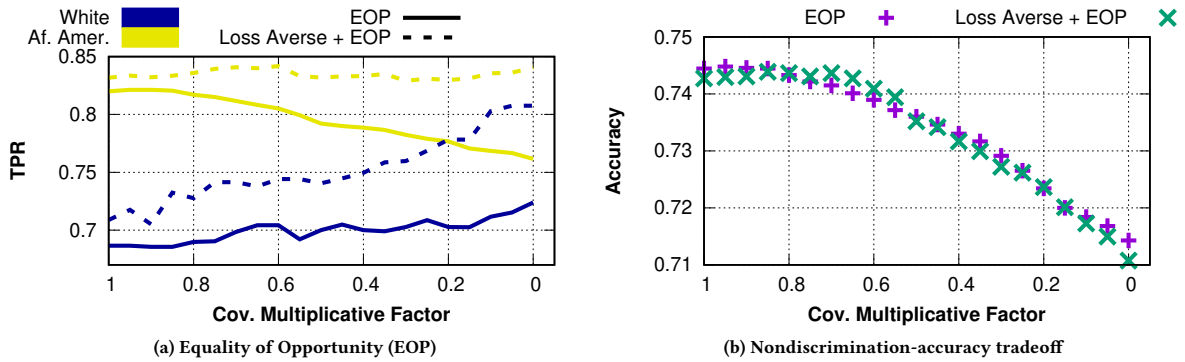 White
Af. Amer.
EOP
Loss Averse + EOP
0.85
0.8
0.75
0.7
TPR
1 0.8 0.6 0.4 0.2 0
Cov. Multiplicative Factor
(a) Equality of Opportunity (EOP)
EOP
Loss Averse + EOP
0.75
0.74
0.73
0.72
0.71
Accuracy
1 0.8 0.6 0.4 0.2 0
Cov. Multiplicative Factor
(b) Nondiscrimination-accuracy tradeoff